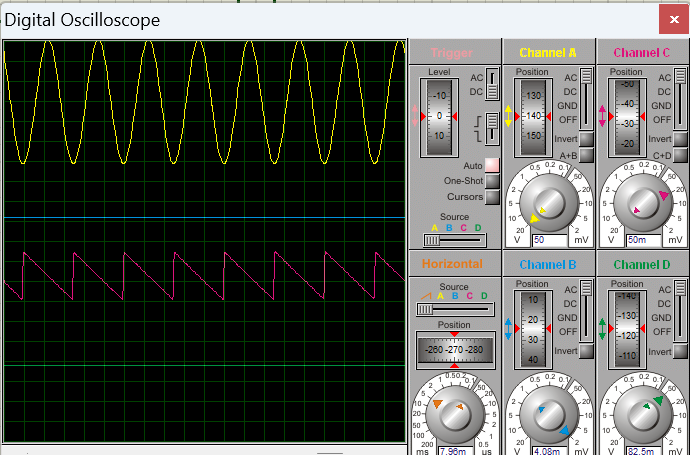 Digital Oscilloscope
Trigger
Level
AC
DC
-10
0
10
Auto
One-Shot
Cursors
Source
A B C D
Channel A
Position
AC
DC
GND
OFF
130
140
150
Invert
A+B
V
50
mV
Channel C
Position
AC
DC
GND
OFF
-50
-40
-30
-20
Invert
C+D
V
50m
mV
Horizontal
Source
A B C D
Position
-260 -270 -280
ms
7.96m
us
Channel B
Position
AC
DC
GND
OFF
10
20
30
40
Invert
V
4.08m
mV
Channel D
Position
AC
DC
GND
OFF
-140
-130
-120
-110
Invert
V
82.5m
mV